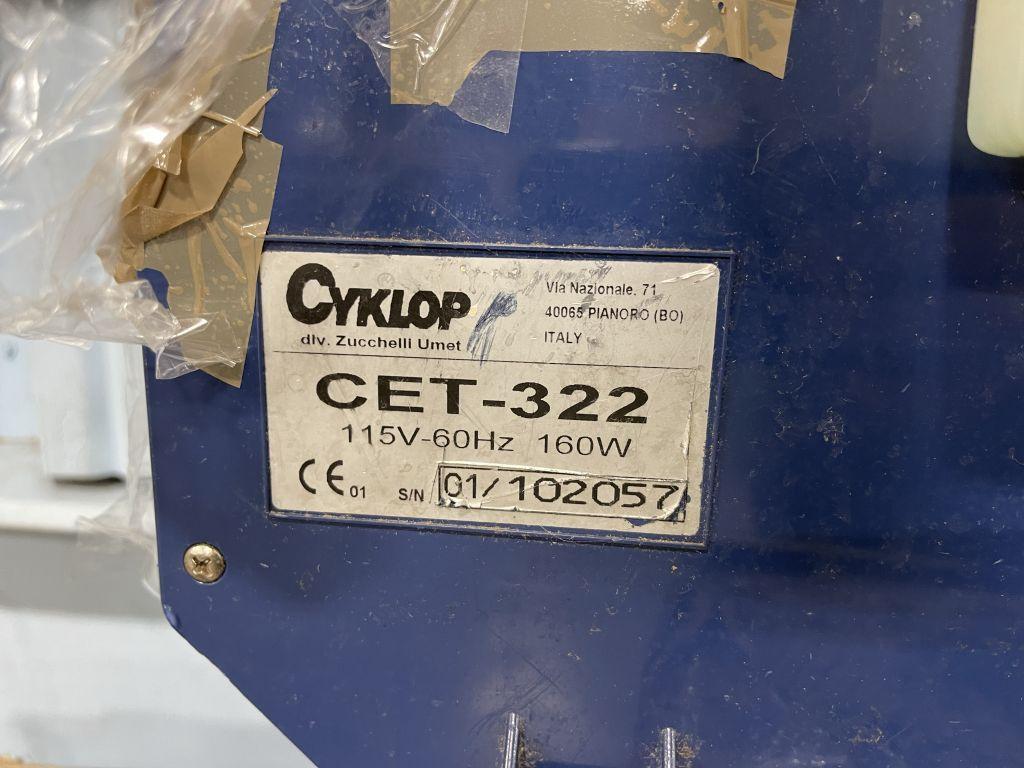 CYKLOP
div. Zucchelli Umet
Via Nazionale, 71
40065 PIANORO (BO)
ITALY
CET-322
115V-60Hz 160W
CE 01 S/N 01/102057